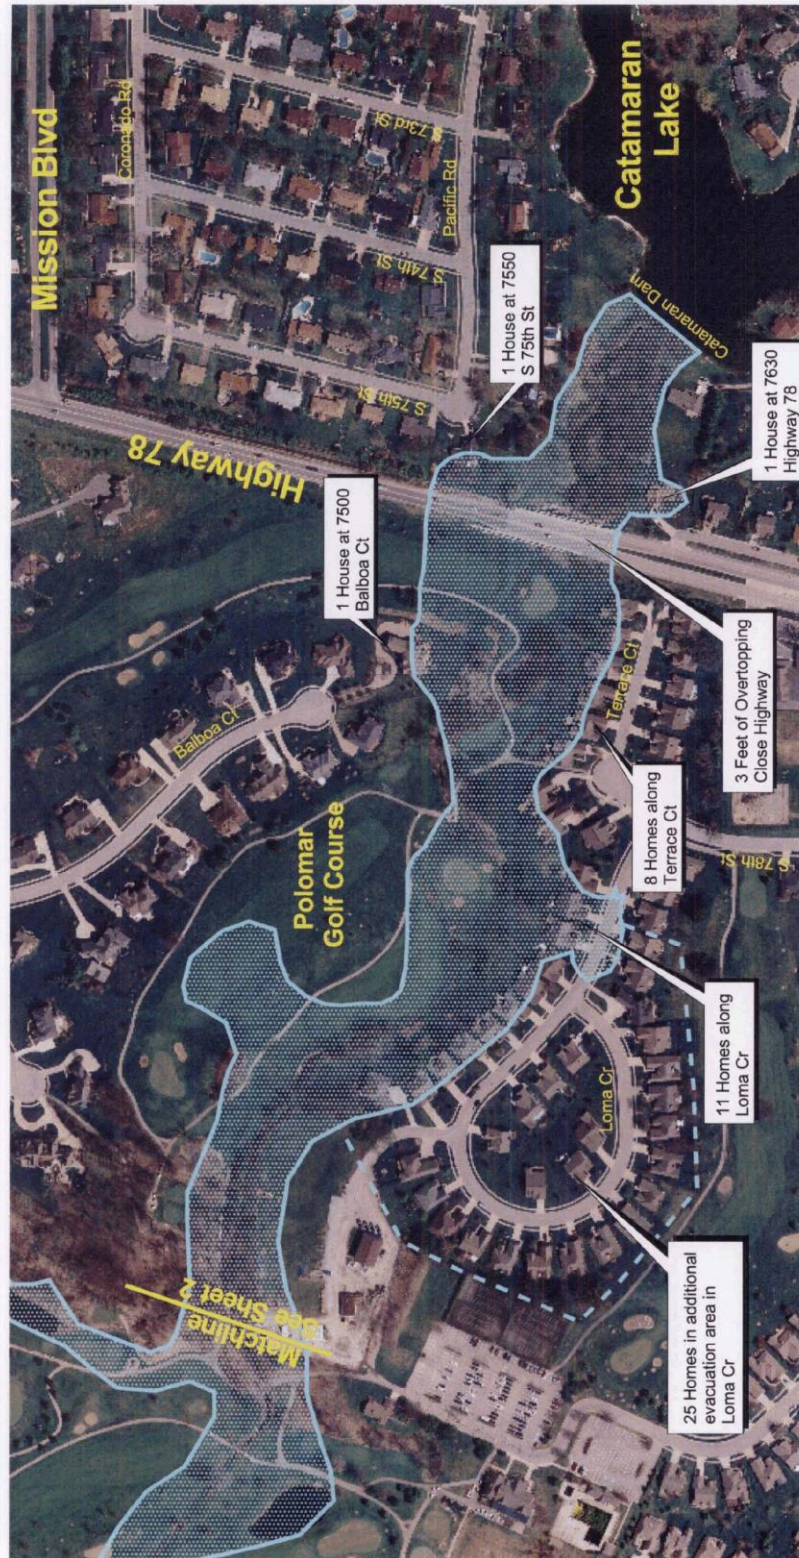 Mission Blvd
Coronado Rd
S 73rd St
S 74th St
S 75th St
Pacific Rd
Highway 78
Catamaran
Lake
Catamaran Dam
1 House at 7550
S 75th St
1 House at 7630
Highway 78
1 House at 7500
Balboa Ct
Balboa Ct
Polomar
Golf Course
Terrace Ct
3 Feet of Overtopping
Close Highway
8 Homes along
Terrace Ct
S 78th St
11 Homes along
Loma Cr
Loma Cr
25 Homes in additional
evacuation area in
Loma Cr
Matchline
See Sheet 2